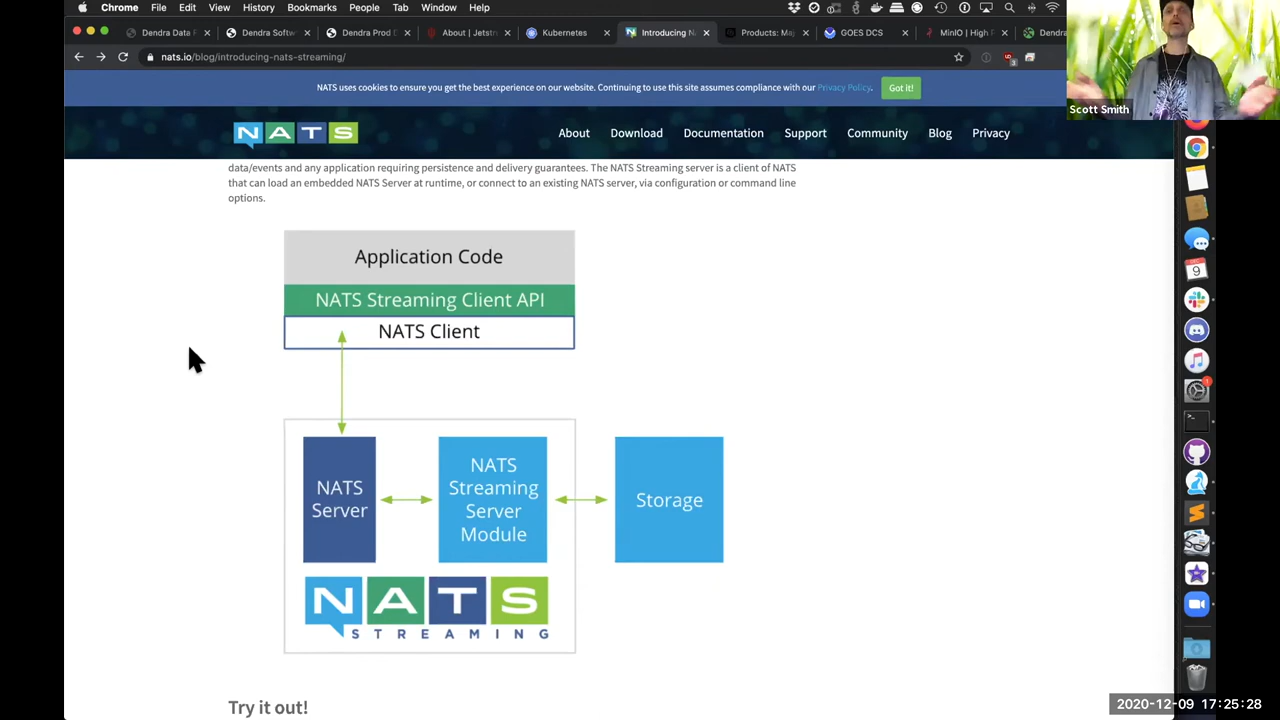 Chrome File Edit View History Bookmarks People Tab Window Help
Dendra Data P Dendra Softw Dendra Prod D About | Jetstr Kubernetes Introducing N Products: Maj GOES DCS MinIO | High P Dendra
nats.io/blog/introducing-nats-streaming/
NATS uses cookies to ensure you get the best experience on our website. Continuing to use this site assumes compliance with our Privacy Policy. Got it!
Scott Smith
NATS About Download Documentation Support Community Blog Privacy
data/events and any application requiring persistence and delivery guarantees. The NATS Streaming server is a client of NATS
that can load an embedded NATS Server at runtime, or connect to an existing NATS server, via configuration or command line
options.
Application Code
NATS Streaming Client API
NATS Client
NATS
Server
NATS
Streaming
Server
Module
Storage
NATS
STREAMING
Try it out!
9
1
2020-12-09 17:25:28